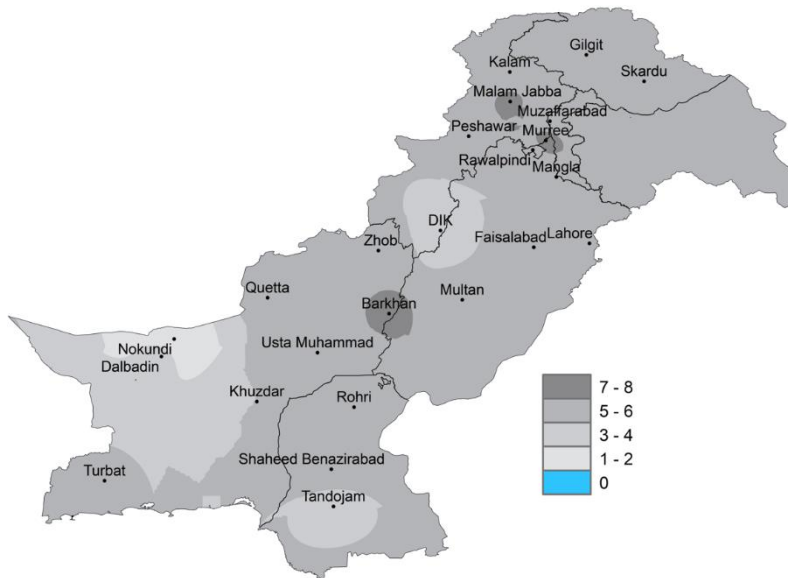 Gilgit
Kalam
Skardu
Malam Jabba
Muzaffarabad
Peshawar
Murree
Rawalpindi
Mangla
DIK
Zhob
Faisalabad
Lahore
Quetta
Multan
Barkhan
Nokundi
Usta Muhammad
Dalbadin
Khuzdar
Rohri
Turbat
Shaheed Benazirabad
Tandojam
7 - 8
5 - 6
3 - 4
1 - 2
0